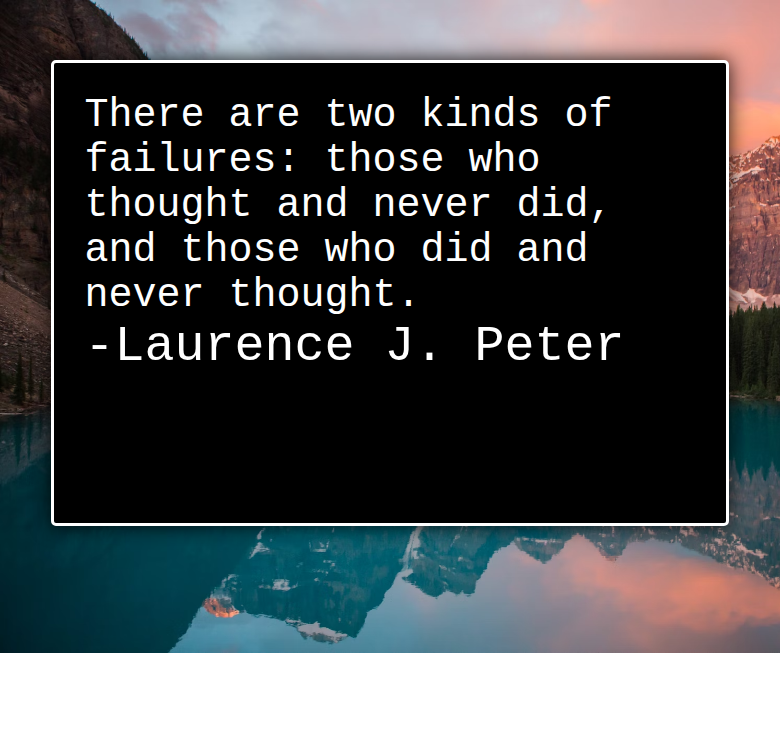 There are two kinds of
failures: those who
thought and never did,
and those who did and
never thought.
-Laurence J. Peter